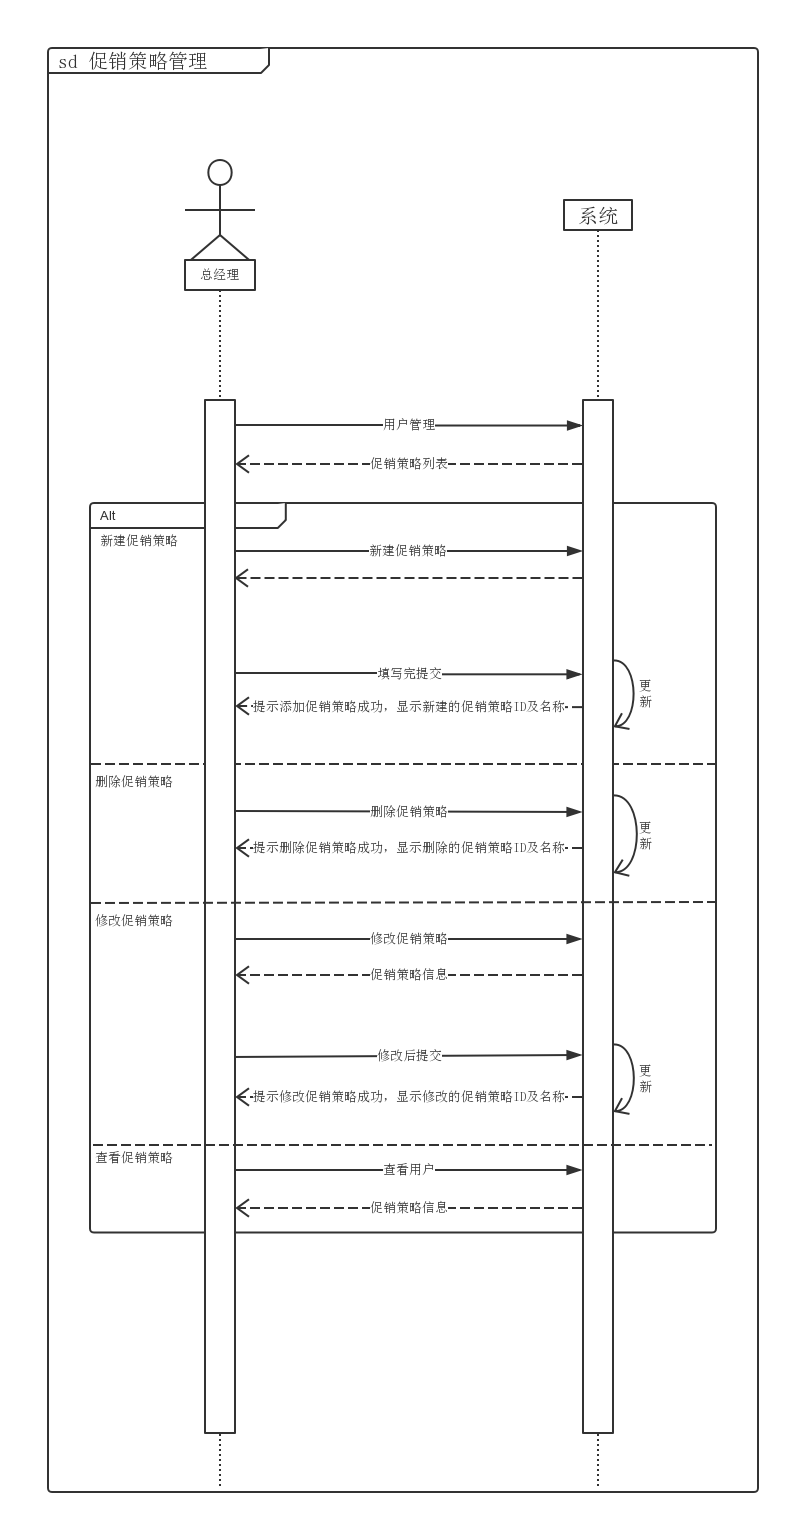 sd 促销策略管理
系统
总经理
用户管理
促销策略列表
Alt
新建促销策略
新建促销策略
填写完提交
更
新
提示添加促销策略成功，显示新建的促销策略ID及名称
删除促销策略
删除促销策略
更
新
提示删除促销策略成功，显示删除的促销策略ID及名称
修改促销策略
修改促销策略
促销策略信息
修改后提交
更
新
提示修改促销策略成功，显示修改的促销策略ID及名称
查看促销策略
查看用户
促销策略信息